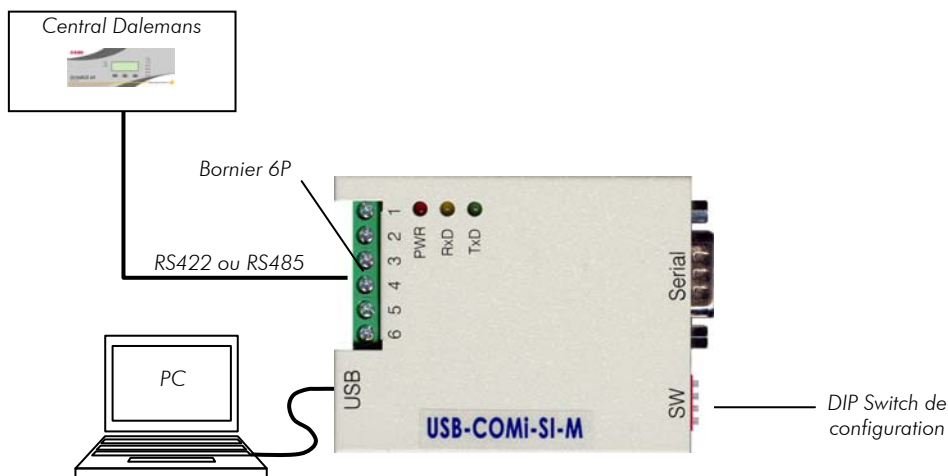 Central Dalemans
Bornier 6P
RS422 ou RS485
1
2
3
4
5
6
PWR
RxD
TxD
Serial
PC
USB
SW
USB-COMi-SI-M
DIP Switch de
configuration